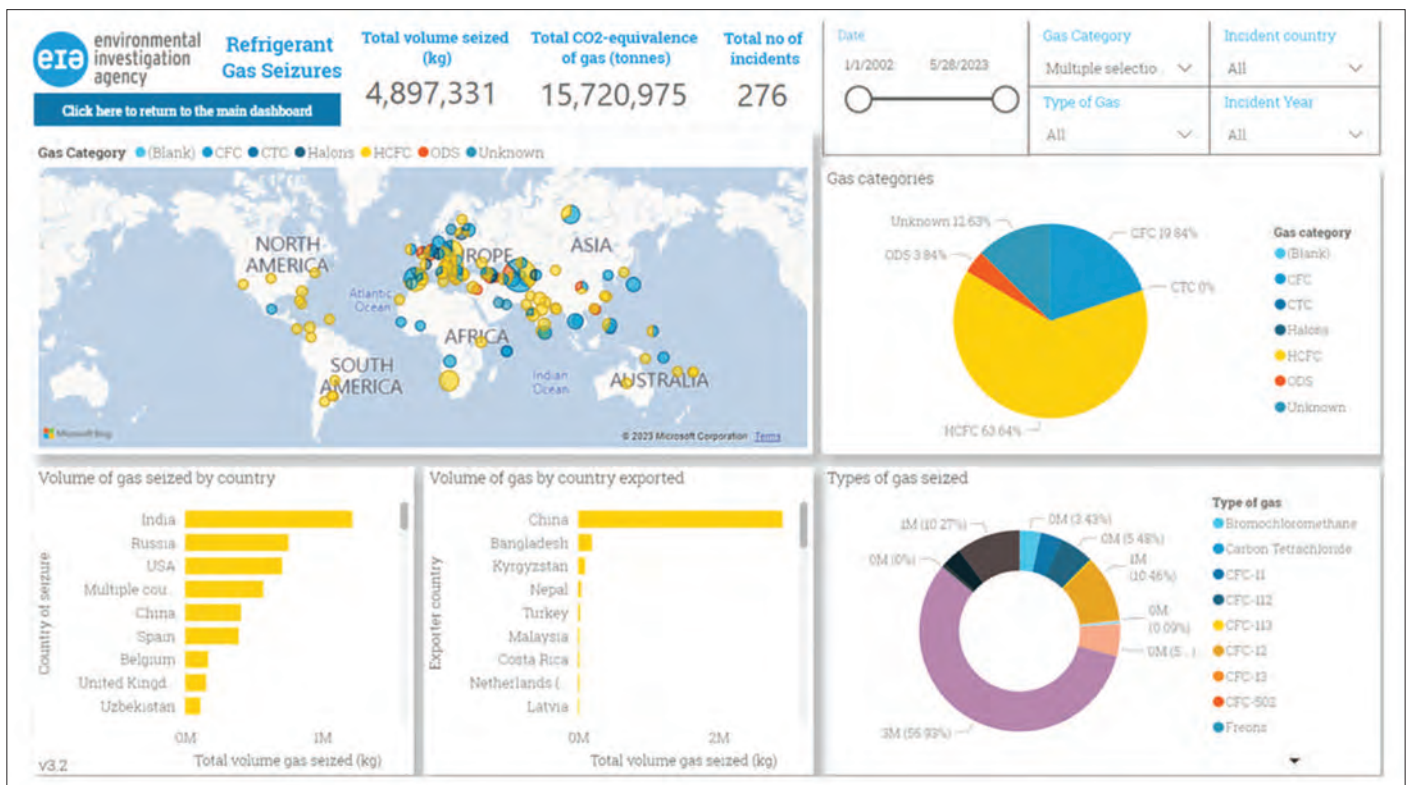 eia
environmental
investigation
agency
Refrigerant
Gas Seizures
Click here to return to the main dashboard
Total volume seized
(kg)
4,897,331
Total CO2-equivalence
of gas (tonnes)
15,720,975
Total no of
incidents
276
Date
1/1/2002 5/28/2023
Gas Category
Multiple selectio..
Incident country
All
Type of Gas
All
Incident Year
All
Gas Category (Blank) CFC CTC Halons HCFC ODS Unknown
NORTH
AMERICA
EUROPE
ASIA
Atlantic
Ocean
AFRICA
SOUTH
AMERICA
Indian
Ocean
AUSTRALIA
Microsoft Bing
© 2023 Microsoft Corporation Terms
Gas categories
Unknown 12.63%
ODS 3.84%
CFC 19.84%
CTC 0%
HCFC 63.64%
Gas category
(Blank)
CFC
CTC
Halons
HCFC
ODS
Unknown
Volume of gas seized by country
Country of seizure
India
Russia
USA
Multiple cou..
China
Spain
Belgium
United Kingd..
Uzbekistan
0M 1M
Total volume gas seized (kg)
v3.2
Volume of gas by country exported
Exporter country
China
Bangladesh
Kyrgyzstan
Nepal
Turkey
Malaysia
Costa Rica
Netherlands (..
Latvia
0M 2M
Total volume gas seized (kg)
Types of gas seized
1M (10.27%)
0M (3.43%)
0M (5.48%)
0M (0%)
1M
(10.46%)
0M
(0.09%)
0M (5...)
3M (56.93%)
Type of gas
Bromochloromethane
Carbon Tetrachloride
CFC-11
CFC-112
CFC-113
CFC-12
CFC-13
CFC-502
Freons